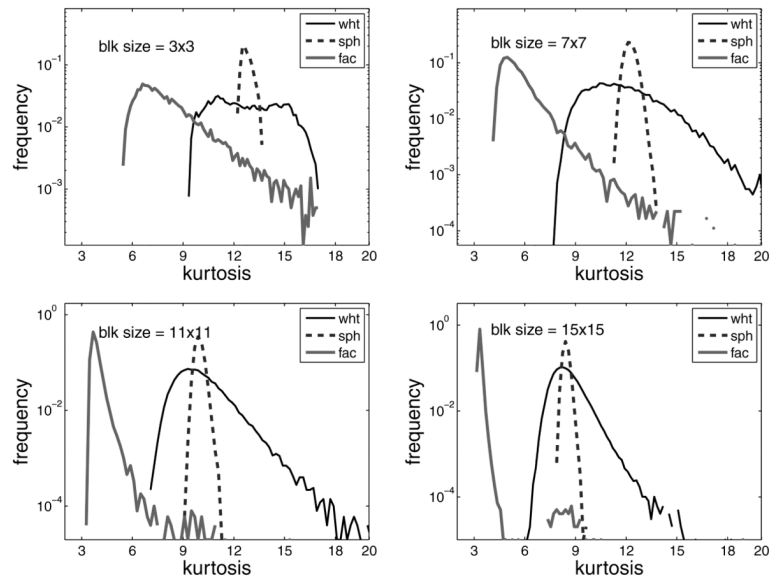 blk size = 3x3
wht
sph
fac
frequency
10⁻¹
10⁻²
10⁻³
3 6 9 12 15 18 20
kurtosis
blk size = 7x7
wht
sph
fac
frequency
10⁻¹
10⁻²
10⁻³
10⁻⁴
3 6 9 12 15 18 20
kurtosis
blk size = 11x11
wht
sph
fac
frequency
10⁰
10⁻²
10⁻⁴
3 6 9 12 15 18 20
kurtosis
blk size = 15x15
wht
sph
fac
frequency
10⁰
10⁻²
10⁻⁴
3 6 9 12 15 18 20
kurtosis